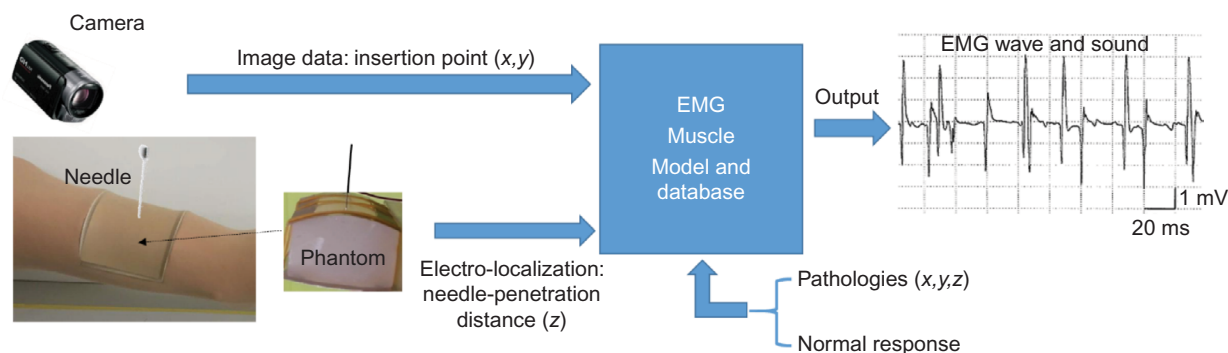 Camera
Image data: insertion point (x,y)
Needle
Phantom
Electro-localization:
needle-penetration
distance (z)
EMG
Muscle
Model and
database
Output
EMG wave and sound
1 mV
20 ms
Pathologies (x,y,z)
Normal response